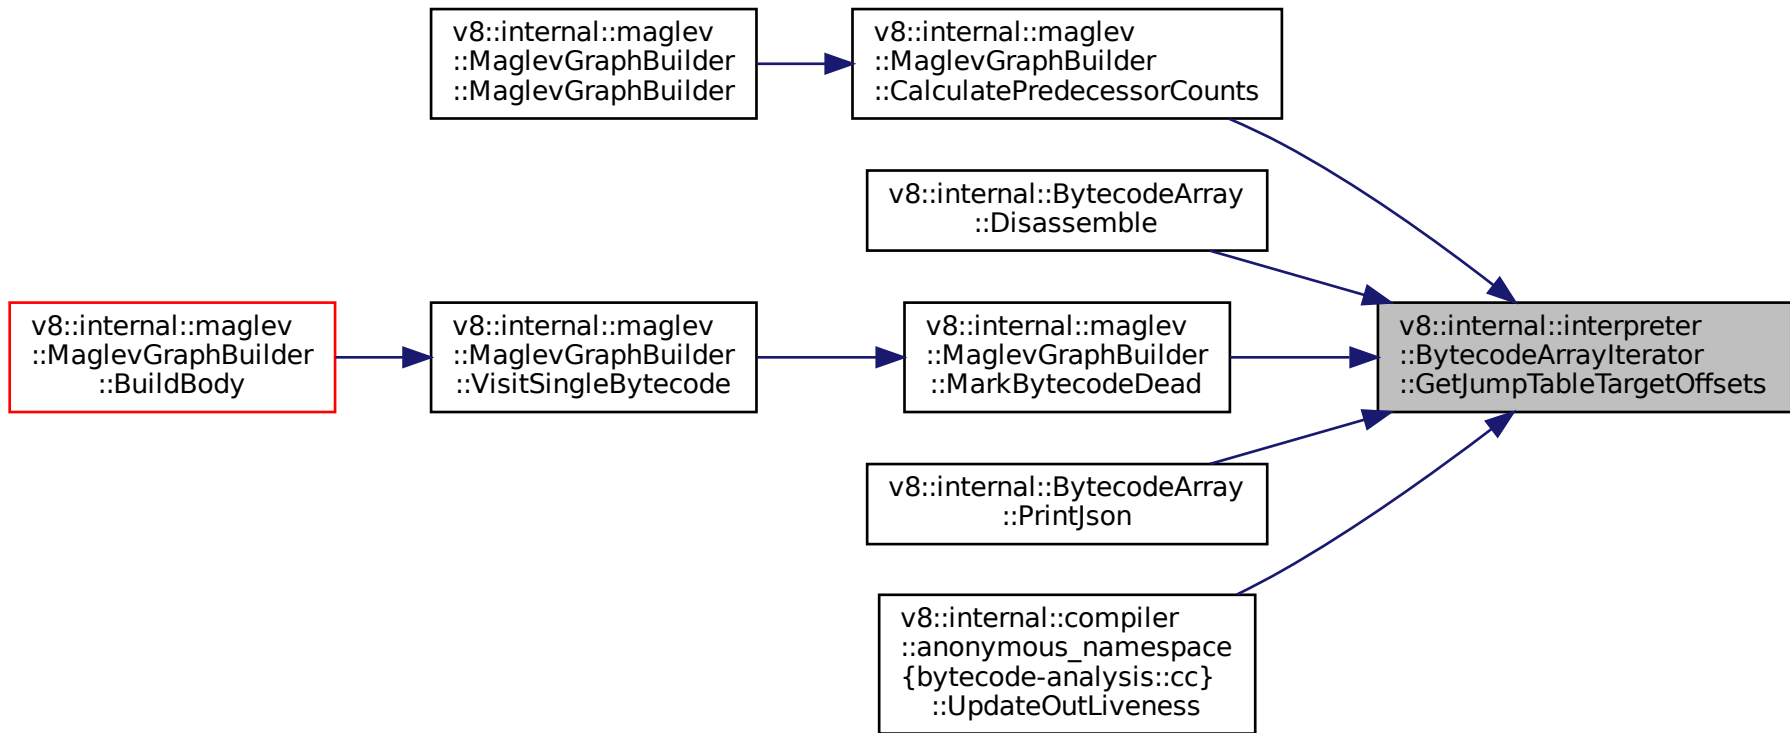 v8::internal::maglev
::MaglevGraphBuilder
::MaglevGraphBuilder
v8::internal::maglev
::MaglevGraphBuilder
::CalculatePredecessorCounts
v8::internal::BytecodeArray
::Disassemble
v8::internal::maglev
::MaglevGraphBuilder
::BuildBody
v8::internal::maglev
::MaglevGraphBuilder
::VisitSingleBytecode
v8::internal::maglev
::MaglevGraphBuilder
::MarkBytecodeDead
v8::internal::interpreter
::BytecodeArrayIterator
::GetJumpTableTargetOffsets
v8::internal::BytecodeArray
::PrintJson
v8::internal::compiler
::anonymous_namespace
{bytecode-analysis::cc}
::UpdateOutLiveness